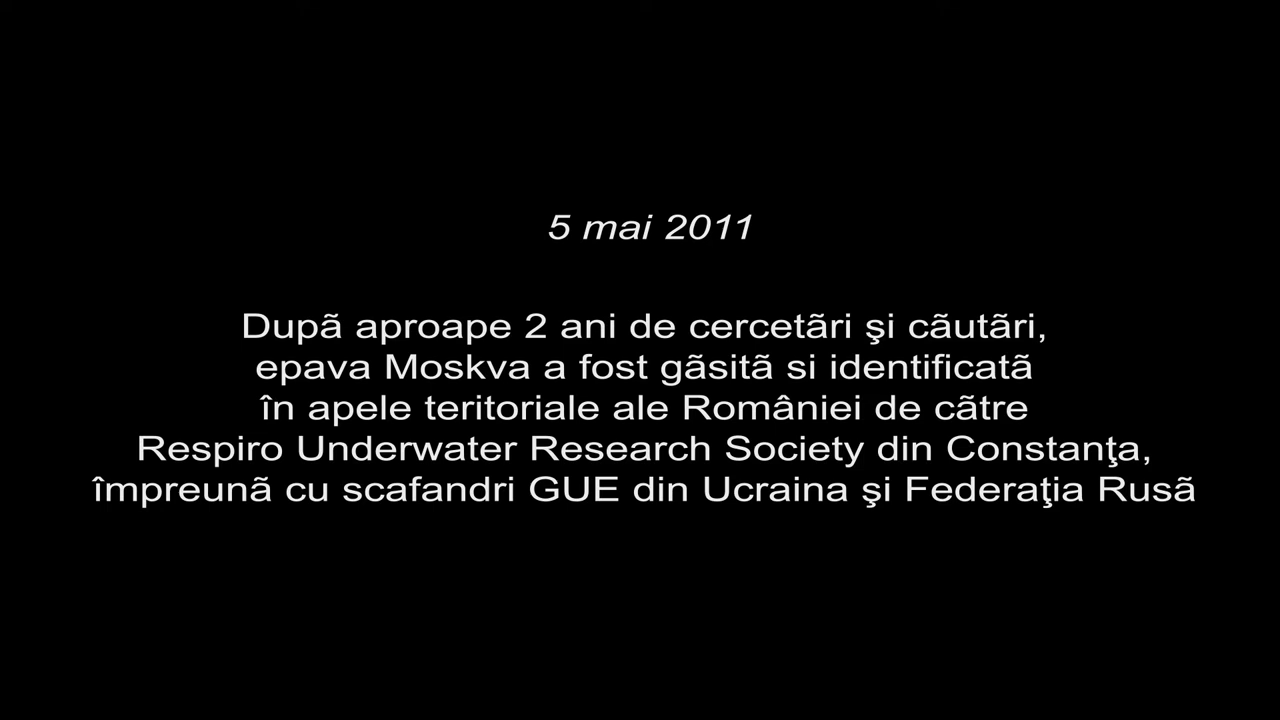 5 mai 2011
Dupã aproape 2 ani de cercetãri şi cãutãri,
epava Moskva a fost gãsitã si identificatã
în apele teritoriale ale României de cãtre
Respiro Underwater Research Society din Constanţa,
împreunã cu scafandri GUE din Ucraina şi Federaţia Rusã